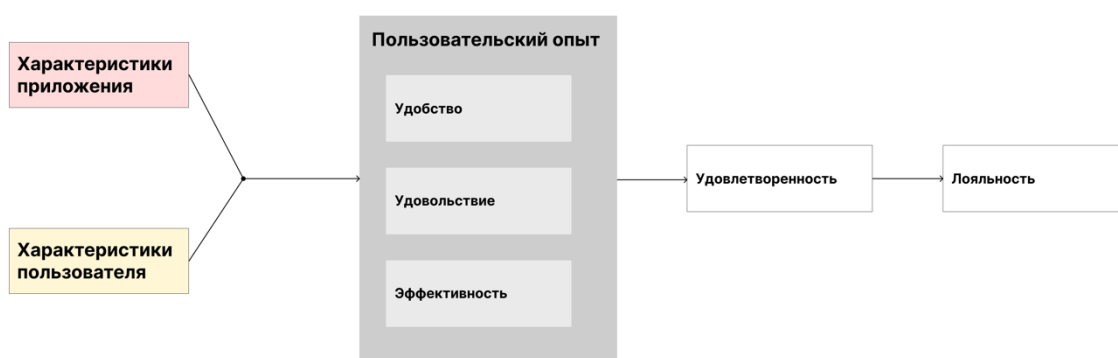 Пользовательский опыт
Характеристики
приложения
Удобство
Удовольствие
Удовлетворенность
Лояльность
Характеристики
пользователя
Эффективность